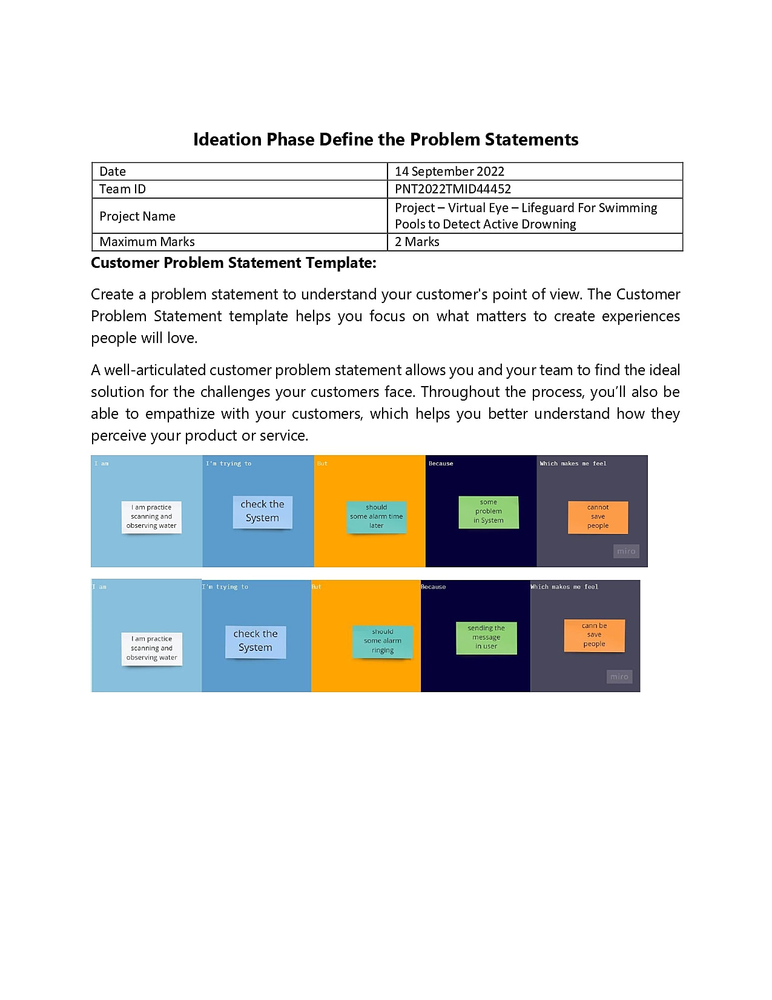 Ideation Phase Define the Problem Statements
Date
14 September 2022
Team ID
PNT2022TMID44452
Project Name
Project – Virtual Eye – Lifeguard For Swimming
Pools to Detect Active Drowning
Maximum Marks
2 Marks
Customer Problem Statement Template:
Create a problem statement to understand your customer's point of view. The Customer
Problem Statement template helps you focus on what matters to create experiences
people will love.
A well-articulated customer problem statement allows you and your team to find the ideal
solution for the challenges your customers face. Throughout the process, you’ll also be
able to empathize with your customers, which helps you better understand how they
perceive your product or service.
I am
I am practice
scanning and
observing water
I'm trying to
check the
System
But
should
some alarm time
later
Because
some
problem
in System
Which makes me feel
cannot
save
people
miro
I am
I am practice
scanning and
observing water
I'm trying to
check the
System
But
should
some alarm
ringing
Because
sending the
message
in user
Which makes me feel
cann be
save
people
miro